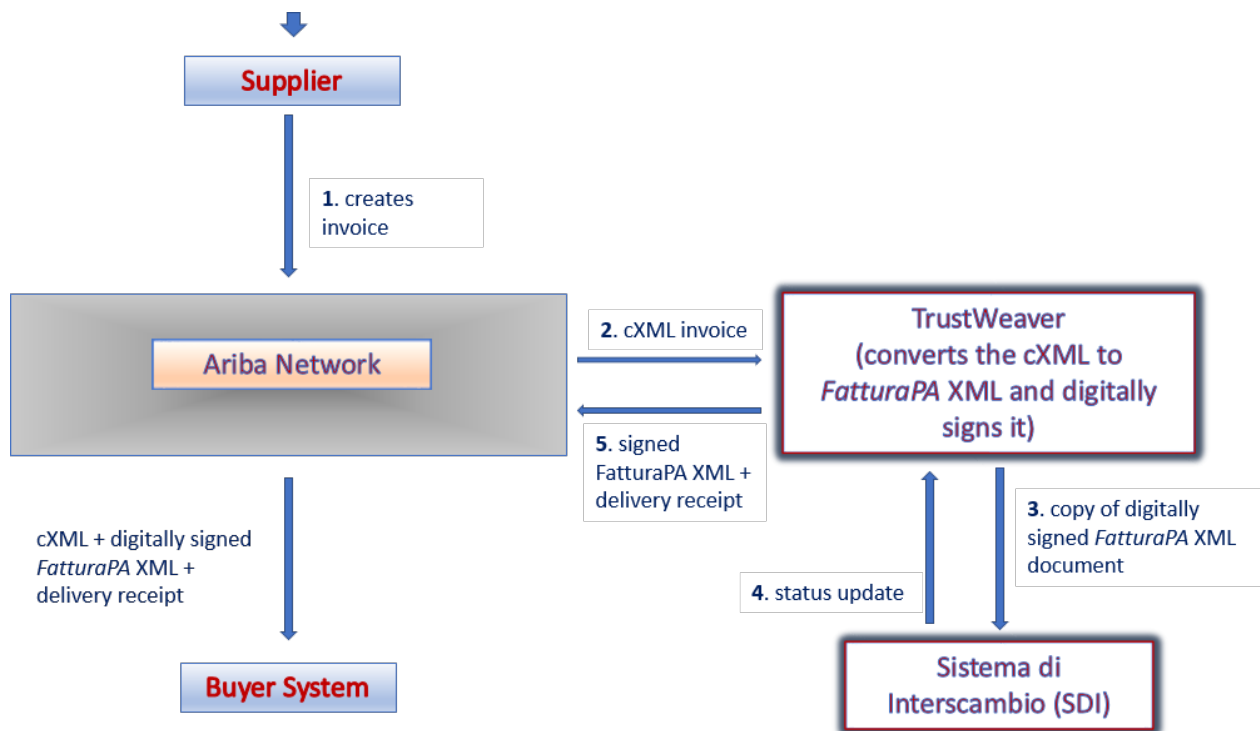 Supplier
1. creates
invoice
Ariba Network
2. cXML invoice
TrustWeaver
(converts the cXML to
FatturaPA XML and digitally
signs it)
5. signed
FatturaPA XML +
delivery receipt
3. copy of digitally
signed FatturaPA XML
document
cXML + digitally signed
FatturaPA XML +
delivery receipt
4. status update
Buyer System
Sistema di
Interscambio (SDI)